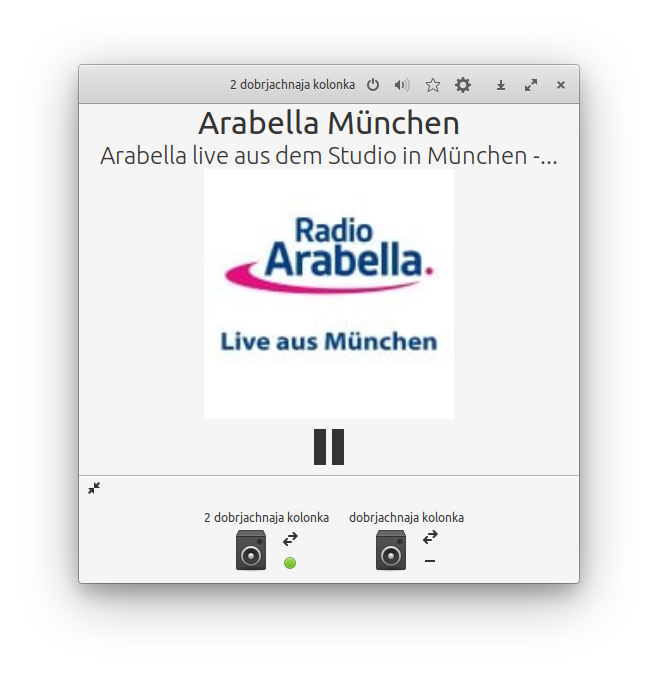 2 dobrjachnaja kolonka
Arabella München
Arabella live aus dem Studio in München -...
Radio
Arabella.
Live aus München
2 dobrjachnaja kolonka
dobrjachnaja kolonka